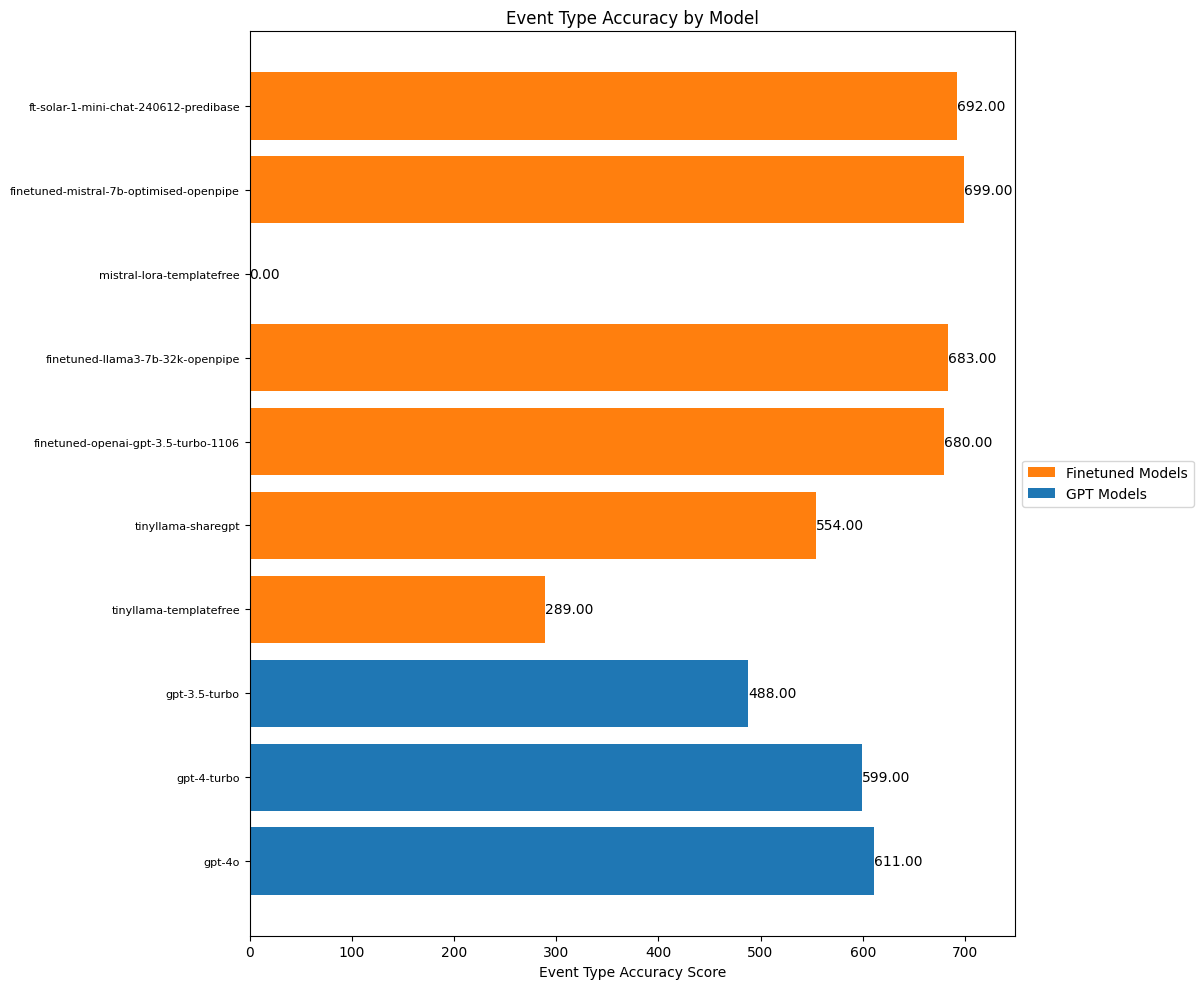 Event Type Accuracy by Model
ft-solar-1-mini-chat-240612-predibase
692.00
finetuned-mistral-7b-optimised-openpipe
699.00
mistral-lora-templatefree
0.00
finetuned-llama3-7b-32k-openpipe
683.00
finetuned-openai-gpt-3.5-turbo-1106
680.00
tinyllama-sharegpt
554.00
tinyllama-templatefree
289.00
gpt-3.5-turbo
488.00
gpt-4-turbo
599.00
gpt-4o
611.00
0 100 200 300 400 500 600 700
Event Type Accuracy Score
Finetuned Models
GPT Models